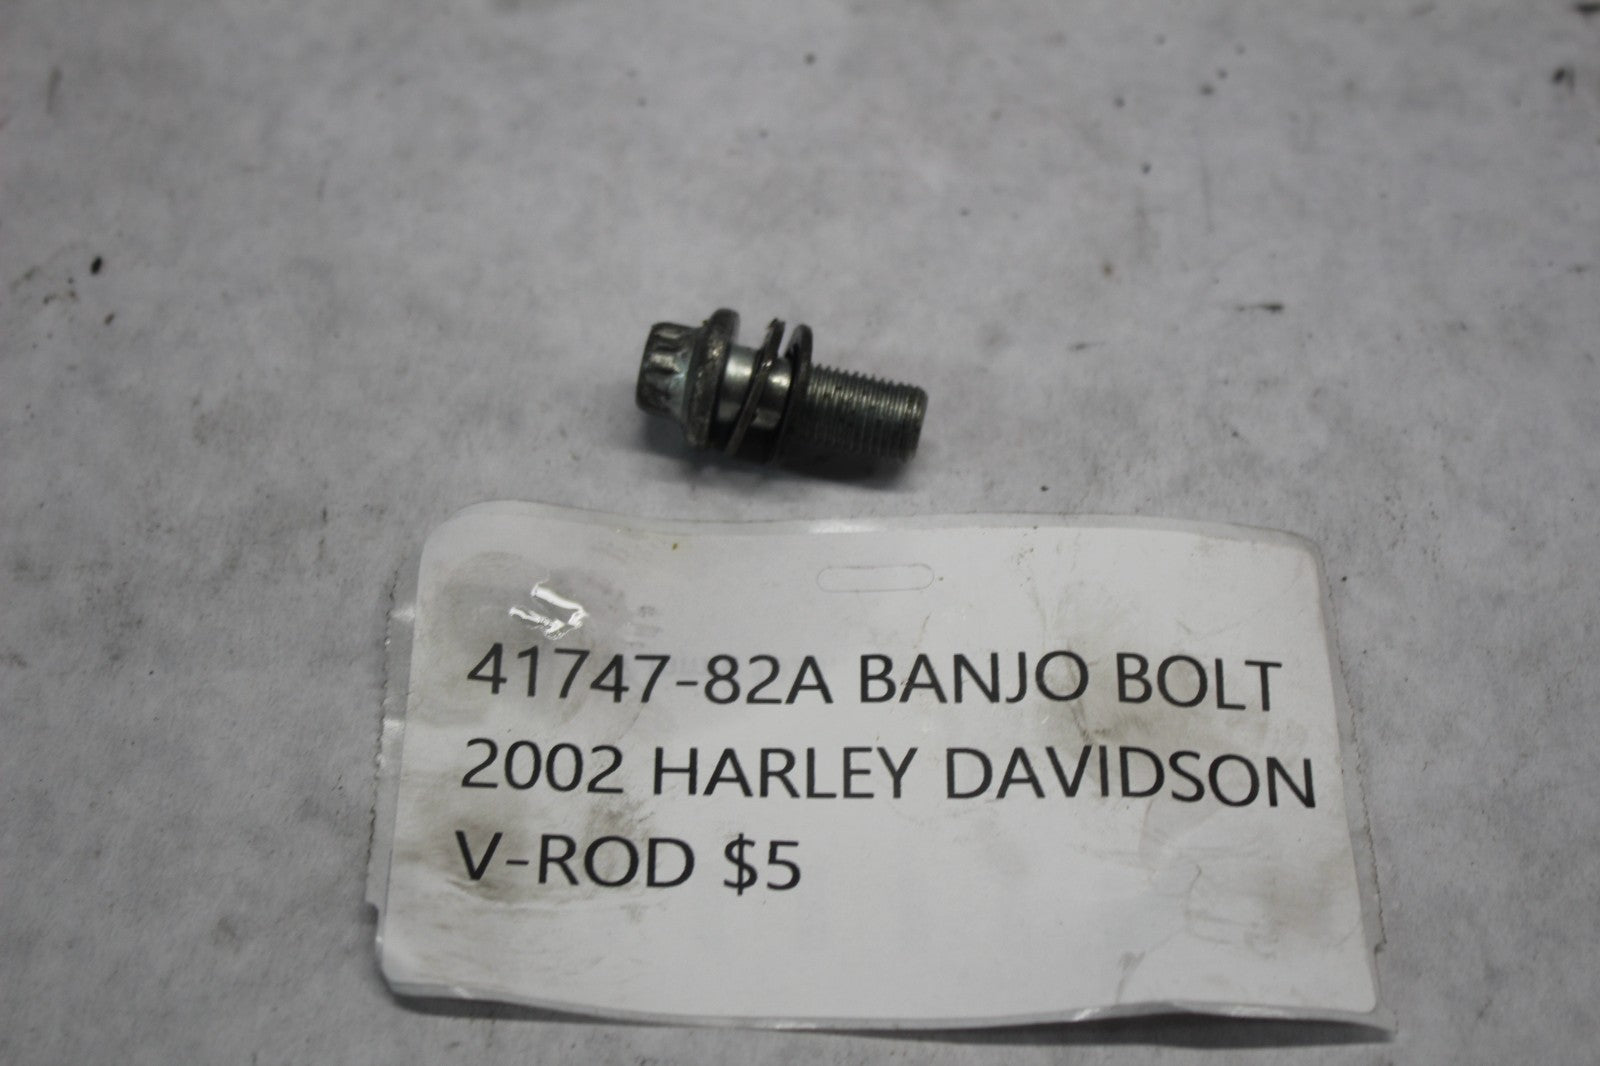 41747-82A BANJO BOLT
2002 HARLEY DAVIDSON
V-ROD $5